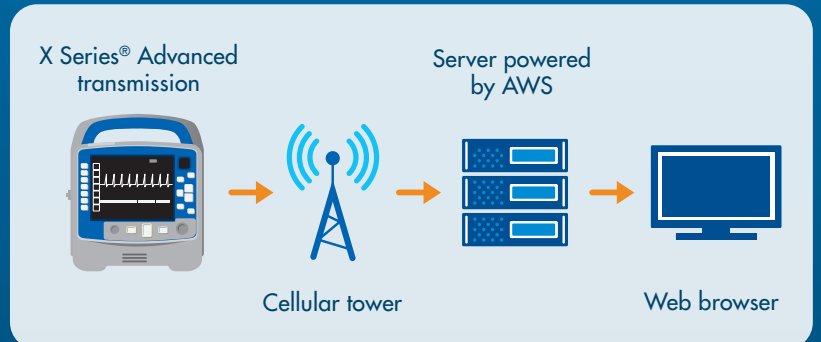 X Series® Advanced
transmission
Server powered
by AWS
Cellular tower
Web browser